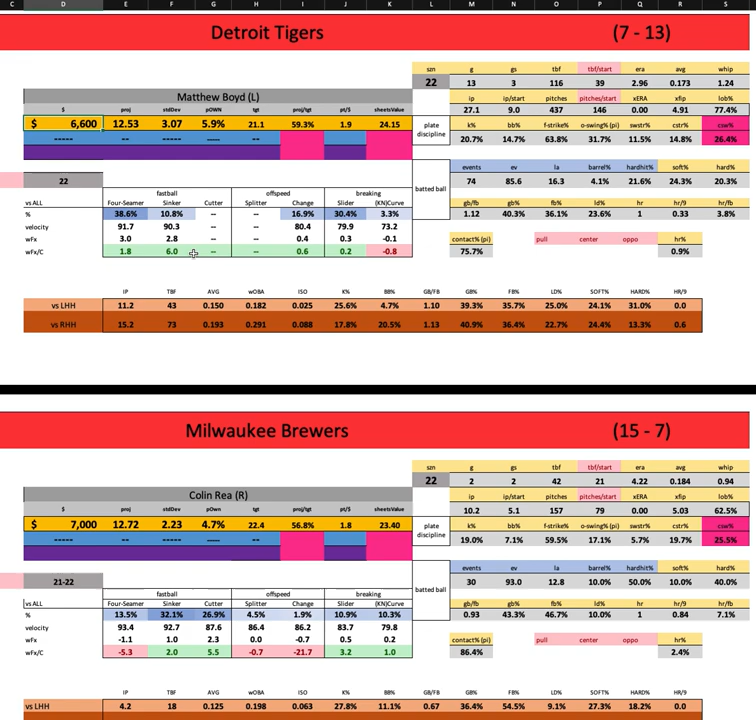 C D E F G H I J K L M N O P Q R S
Detroit Tigers (7 - 13)
szn g gs tbf tbf/start era avg whip
22 13 3 116 39 2.96 0.173 1.24
Matthew Boyd (L) ip ip/start pitches pitches/start xERA xfip lob%
27.1 9.0 437 146 0.00 4.91 77.4%
$ proj stdDev pOWN tgt proj/tgt pt/$ sheetsValue
$ 6,600 12.53 3.07 5.9% 21.1 59.3% 1.9 24.15
plate discipline k% bb% f-strike% o-swing% (pi) swstr% cstr% csw%
----- -- ----- ---- --
20.7% 14.7% 63.8% 31.7% 11.5% 14.8% 26.4%
events ev la barrel% hardhit% soft% hard%
22 batted ball 74 85.6 16.3 4.1% 21.6% 24.3% 20.3%
fastball offspeed breaking
vs ALL Four-Seamer Sinker Cutter Splitter Change Slider (KN)Curve
gb/fb gb% fb% ld% hr hr/9 hr/fb
% 38.6% 10.8% -- -- 16.9% 30.4% 3.3%
1.12 40.3% 36.1% 23.6% 1 0.33 3.8%
velocity 91.7 90.3 -- -- 80.4 79.9 73.2
wFx 3.0 2.8 -- -- 0.4 0.3 -0.1
contact% (pi) pull center oppo hr%
wFx/C 1.8 6.0 -- -- 0.6 0.2 -0.8
75.7% 0.9%
IP TBF AVG wOBA ISO K% BB% GB/FB GB% FB% LD% SOFT% HARD% HR/9
vs LHH 11.2 43 0.150 0.182 0.025 25.6% 4.7% 1.10 39.3% 35.7% 25.0% 24.1% 31.0% 0.0
vs RHH 15.2 73 0.193 0.291 0.088 17.8% 20.5% 1.13 40.9% 36.4% 22.7% 24.4% 13.3% 0.6
Milwaukee Brewers (15 - 7)
szn g gs tbf tbf/start era avg whip
22 2 2 42 21 4.22 0.184 0.94
Colin Rea (R) ip ip/start pitches pitches/start xERA xfip lob%
10.2 5.1 157 79 0.00 5.03 62.5%
$ proj stdDev pOwn tgt proj/tgt pt/$ sheetsValue
$ 7,000 12.72 2.23 4.7% 22.4 56.8% 1.8 23.40
plate discipline k% bb% f-strike% o-swing% (pi) swstr% cstr% csw%
----- -- ----- ---- --
19.0% 7.1% 59.5% 17.1% 5.7% 19.7% 25.5%
events ev la barrel% hardhit% soft% hard%
21-22 batted ball 30 93.0 12.8 10.0% 50.0% 10.0% 40.0%
fastball offspeed breaking
vs ALL Four-Seamer Sinker Cutter Splitter Change Slider (KN)Curve
gb/fb gb% fb% ld% hr hr/9 hr/fb
% 13.5% 32.1% 26.9% 4.5% 1.9% 10.9% 10.3%
0.93 43.3% 46.7% 10.0% 1 0.84 7.1%
velocity 93.4 92.7 87.6 86.4 86.2 83.7 79.8
wFx -1.1 1.0 2.3 0.0 -0.7 0.5 0.2
contact% (pi) pull center oppo hr%
wFx/C -5.3 2.0 5.5 -0.7 -21.7 3.2 1.0
86.4% 2.4%
IP TBF AVG wOBA ISO K% BB% GB/FB GB% FB% LD% SOFT% HARD% HR/9
vs LHH 4.2 18 0.125 0.198 0.063 27.8% 11.1% 0.67 36.4% 54.5% 9.1% 27.3% 18.2% 0.0